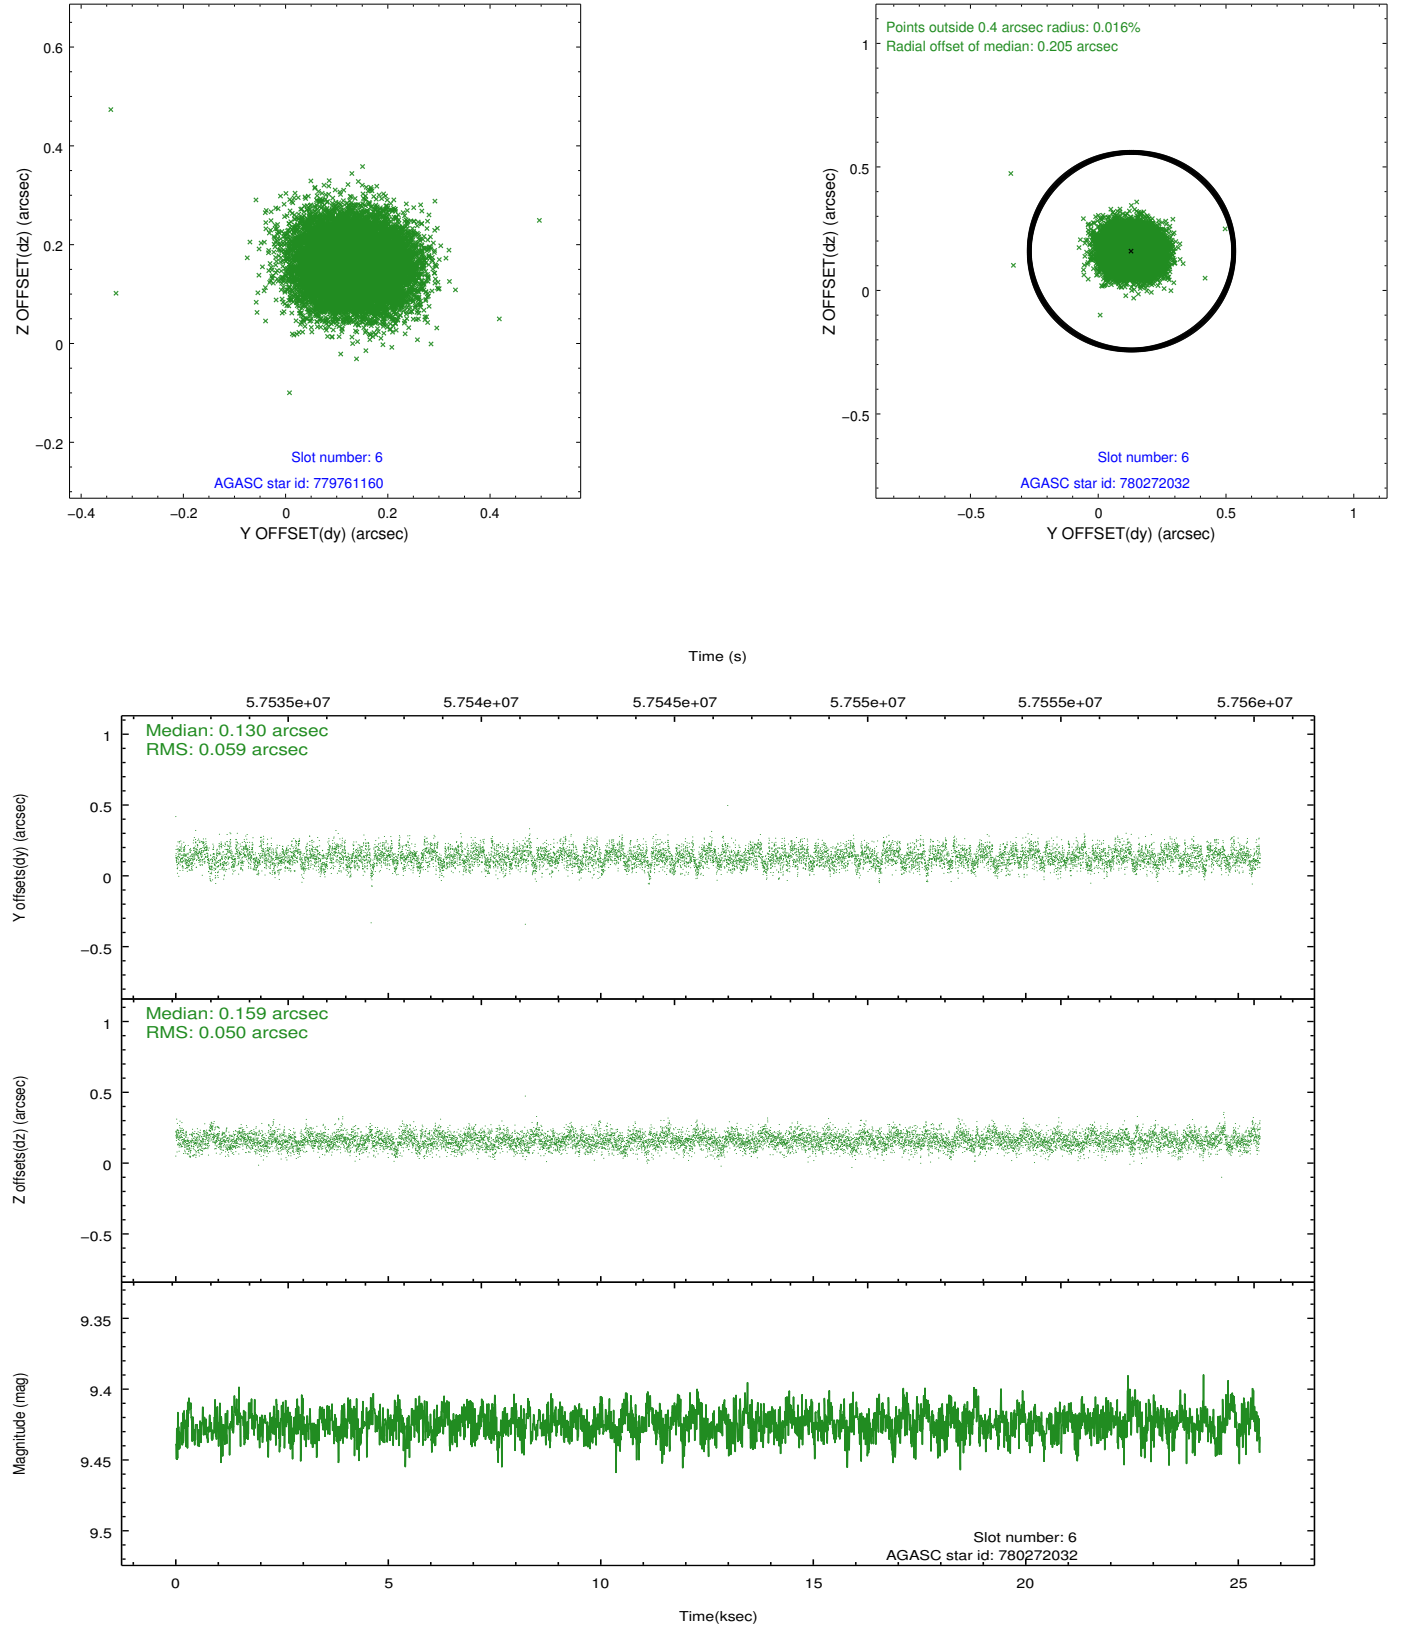 0.6
0.4
0.2
0
−0.2
Z OFFSET(dz) (arcsec)
Slot number: 6
AGASC star id: 779761160
−0.4 −0.2 0 0.2 0.4
Y OFFSET(dy) (arcsec)
Points outside 0.4 arcsec radius: 0.016%
Radial offset of median: 0.205 arcsec
1
0.5
0
−0.5
Z OFFSET(dz) (arcsec)
Slot number: 6
AGASC star id: 780272032
−0.5 0 0.5 1
Y OFFSET(dy) (arcsec)
Time (s)
5.7535e+07 5.754e+07 5.7545e+07 5.755e+07 5.7555e+07 5.756e+07
Median: 0.130 arcsec
RMS: 0.059 arcsec
1
0.5
0
−0.5
Y offsets(dy) (arcsec)
Median: 0.159 arcsec
RMS: 0.050 arcsec
1
0.5
0
−0.5
Z offsets(dz) (arcsec)
9.35
9.4
9.45
9.5
Magnitude (mag)
Slot number: 6
AGASC star id: 780272032
0 5 10 15 20 25
Time(ksec)